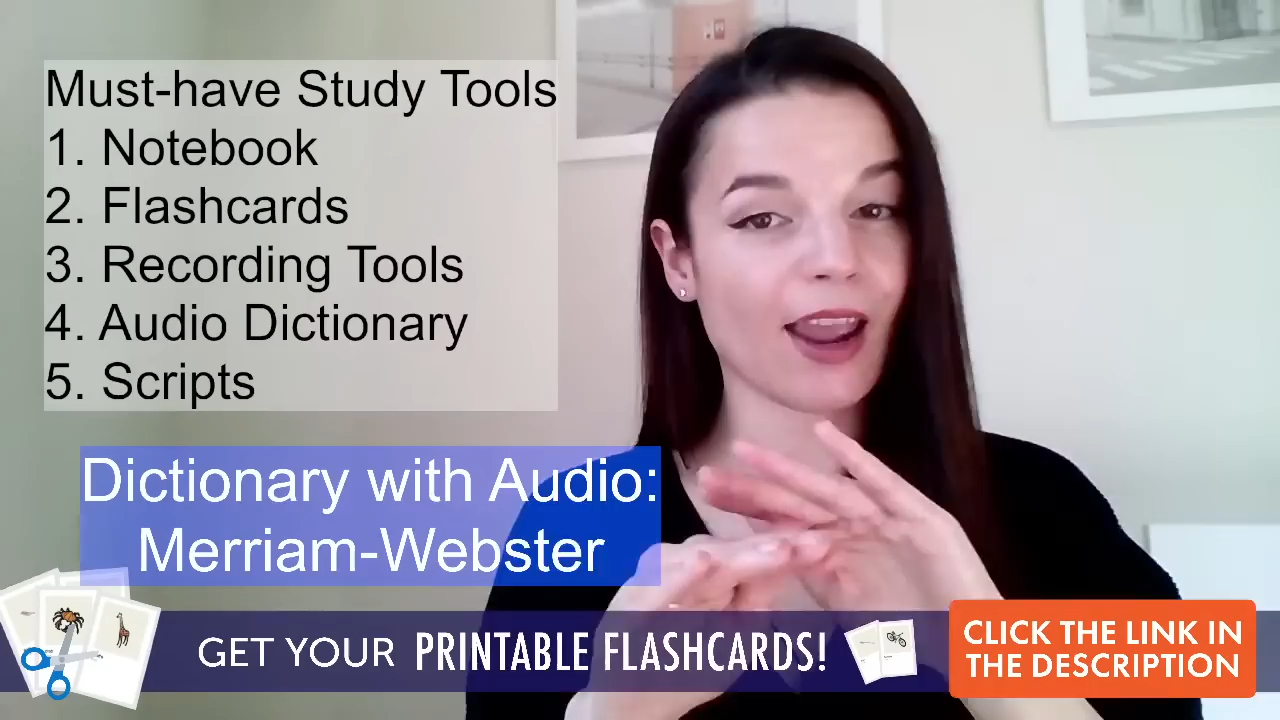 Must-have Study Tools
1. Notebook
2. Flashcards
3. Recording Tools
4. Audio Dictionary
5. Scripts
Dictionary with Audio:
Merriam-Webster
GET YOUR PRINTABLE FLASHCARDS!
CLICK THE LINK IN
THE DESCRIPTION